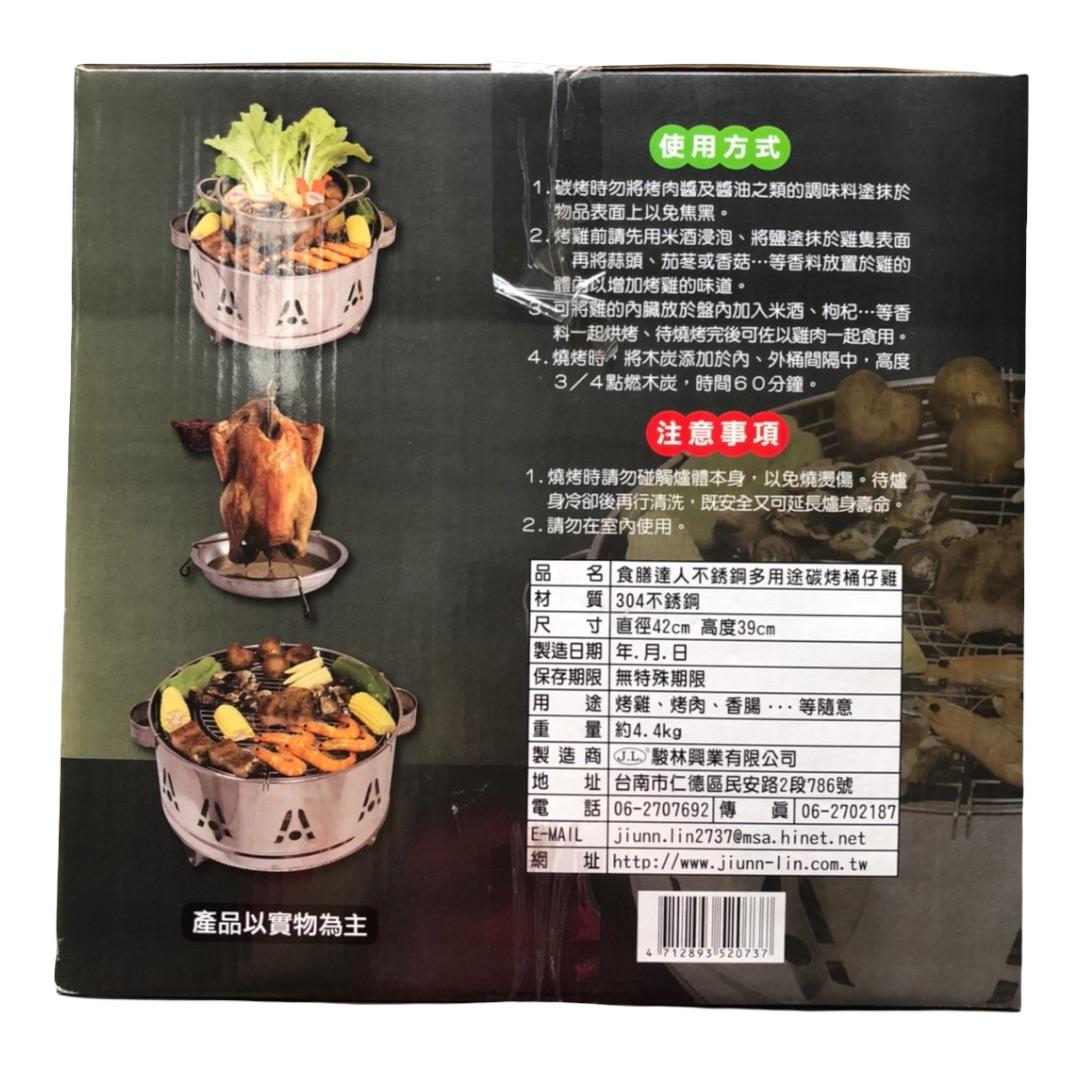 使用方式
1. 碳烤時勿將烤肉醬及醬油之類的調味料塗抹於
物品表面上以免焦黑。
2. 烤雞前請先用米酒浸泡、將鹽塗抹於雞隻表面
，再將蒜頭、茄苳或香菇…等香料放置於雞的
體內以增加烤雞的味道。
3. 可將雞的內臟放於盤內加入米酒、枸杞…等香
料一起烘烤、待燒烤完後可佐以雞肉一起食用。
4. 燒烤時，將木炭添加於內、外桶間隔中，高度
3／4點燃木炭，時間60分鐘。
注意事項
1. 燒烤時請勿碰觸爐體本身，以免燒燙傷。待爐
身冷卻後再行清洗，既安全又可延長爐身壽命。
2. 請勿在室內使用。
品 名 食膳達人不銹鋼多用途碳烤桶仔雞
材 質 304不銹鋼
尺 寸 直徑42cm 高度39cm
製造日期 年.月.日
保存期限 無特殊期限
用 途 烤雞、烤肉、香腸…等隨意
重 量 約4.4kg
製造商 J.L.® 駿林興業有限公司
地 址 台南市仁德區民安路2段786號
電 話 06-2707692 傳 眞 06-2702187
E-MAIL jiunn.lin2737@msa.hinet.net
網 址 http://www.jiunn-lin.com.tw
產品以實物為主
4 712893 520737